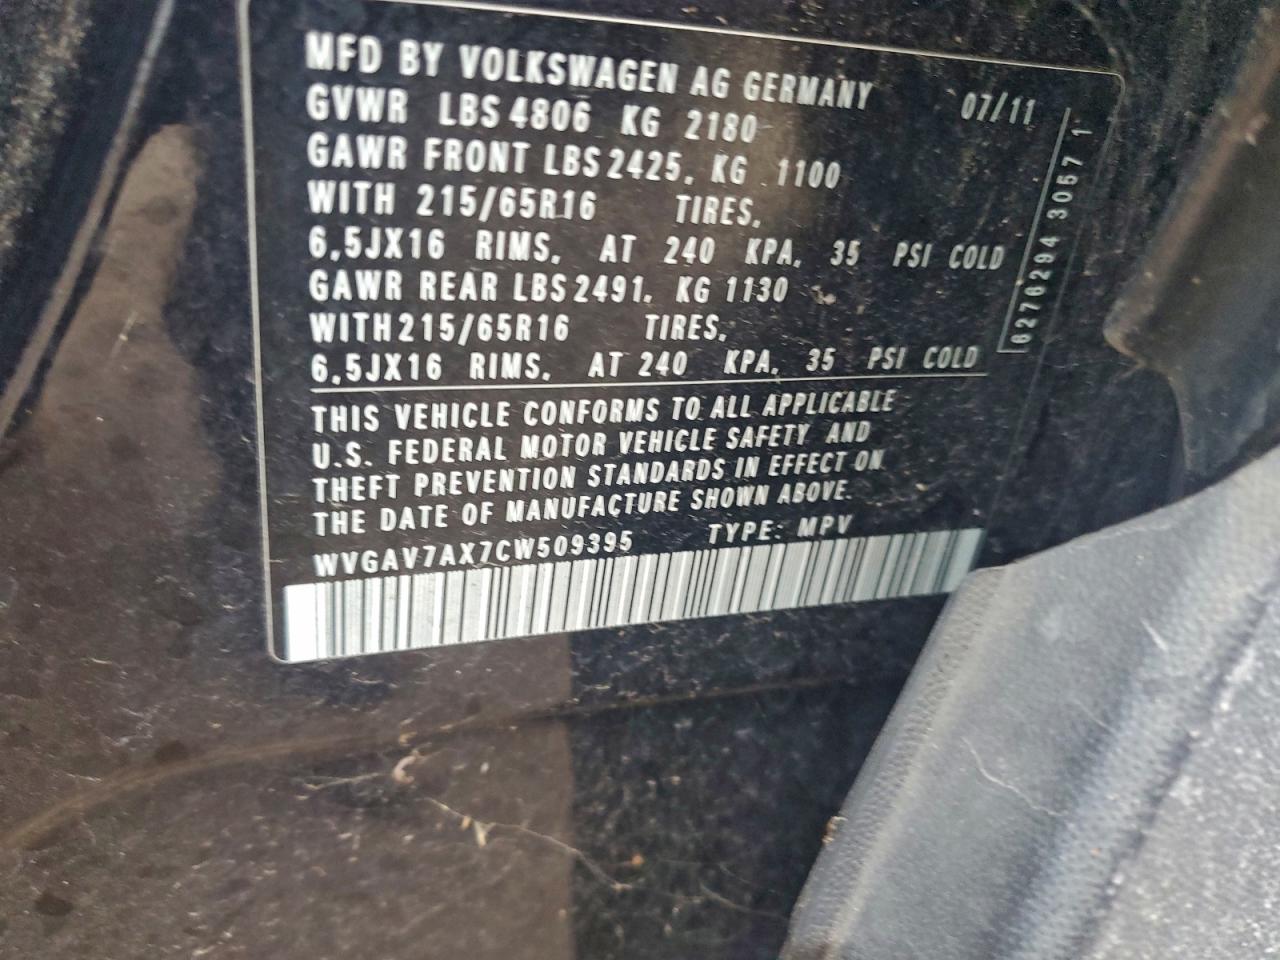 MFD BY VOLKSWAGEN AG GERMANY 07/11
GVWR LBS 4806 KG 2180
GAWR FRONT LBS 2425, KG 1100
WITH 215/65R16 TIRES,
6,5JX16 RIMS, AT 240 KPA, 35 PSI COLD
GAWR REAR LBS 2491, KG 1130
WITH 215/65R16 TIRES,
6,5JX16 RIMS, AT 240 KPA, 35 PSI COLD
THIS VEHICLE CONFORMS TO ALL APPLICABLE
U.S. FEDERAL MOTOR VEHICLE SAFETY AND
THEFT PREVENTION STANDARDS IN EFFECT ON
THE DATE OF MANUFACTURE SHOWN ABOVE.
WVGAV7AX7CW509395 TYPE: MPV
6276294 3057 1